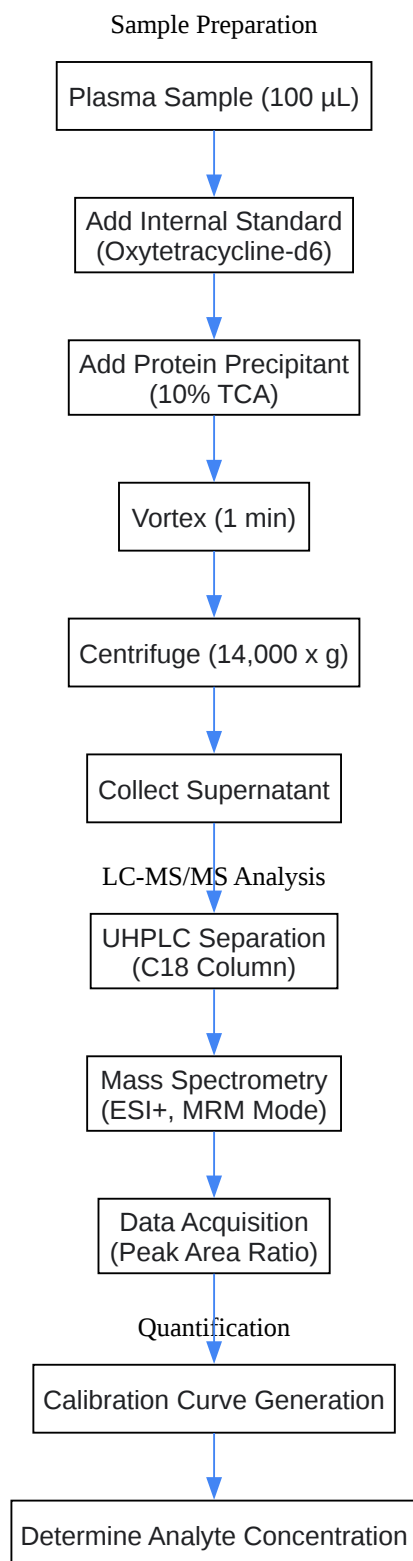 Sample Preparation
Plasma Sample (100 µL)
Add Internal Standard
(Oxytetracycline-d6)
Add Protein Precipitant
(10% TCA)
Vortex (1 min)
Centrifuge (14,000 x g)
Collect Supernatant
LC-MS/MS Analysis
UHPLC Separation
(C18 Column)
Mass Spectrometry
(ESI+, MRM Mode)
Data Acquisition
(Peak Area Ratio)
Quantification
Calibration Curve Generation
Determine Analyte Concentration